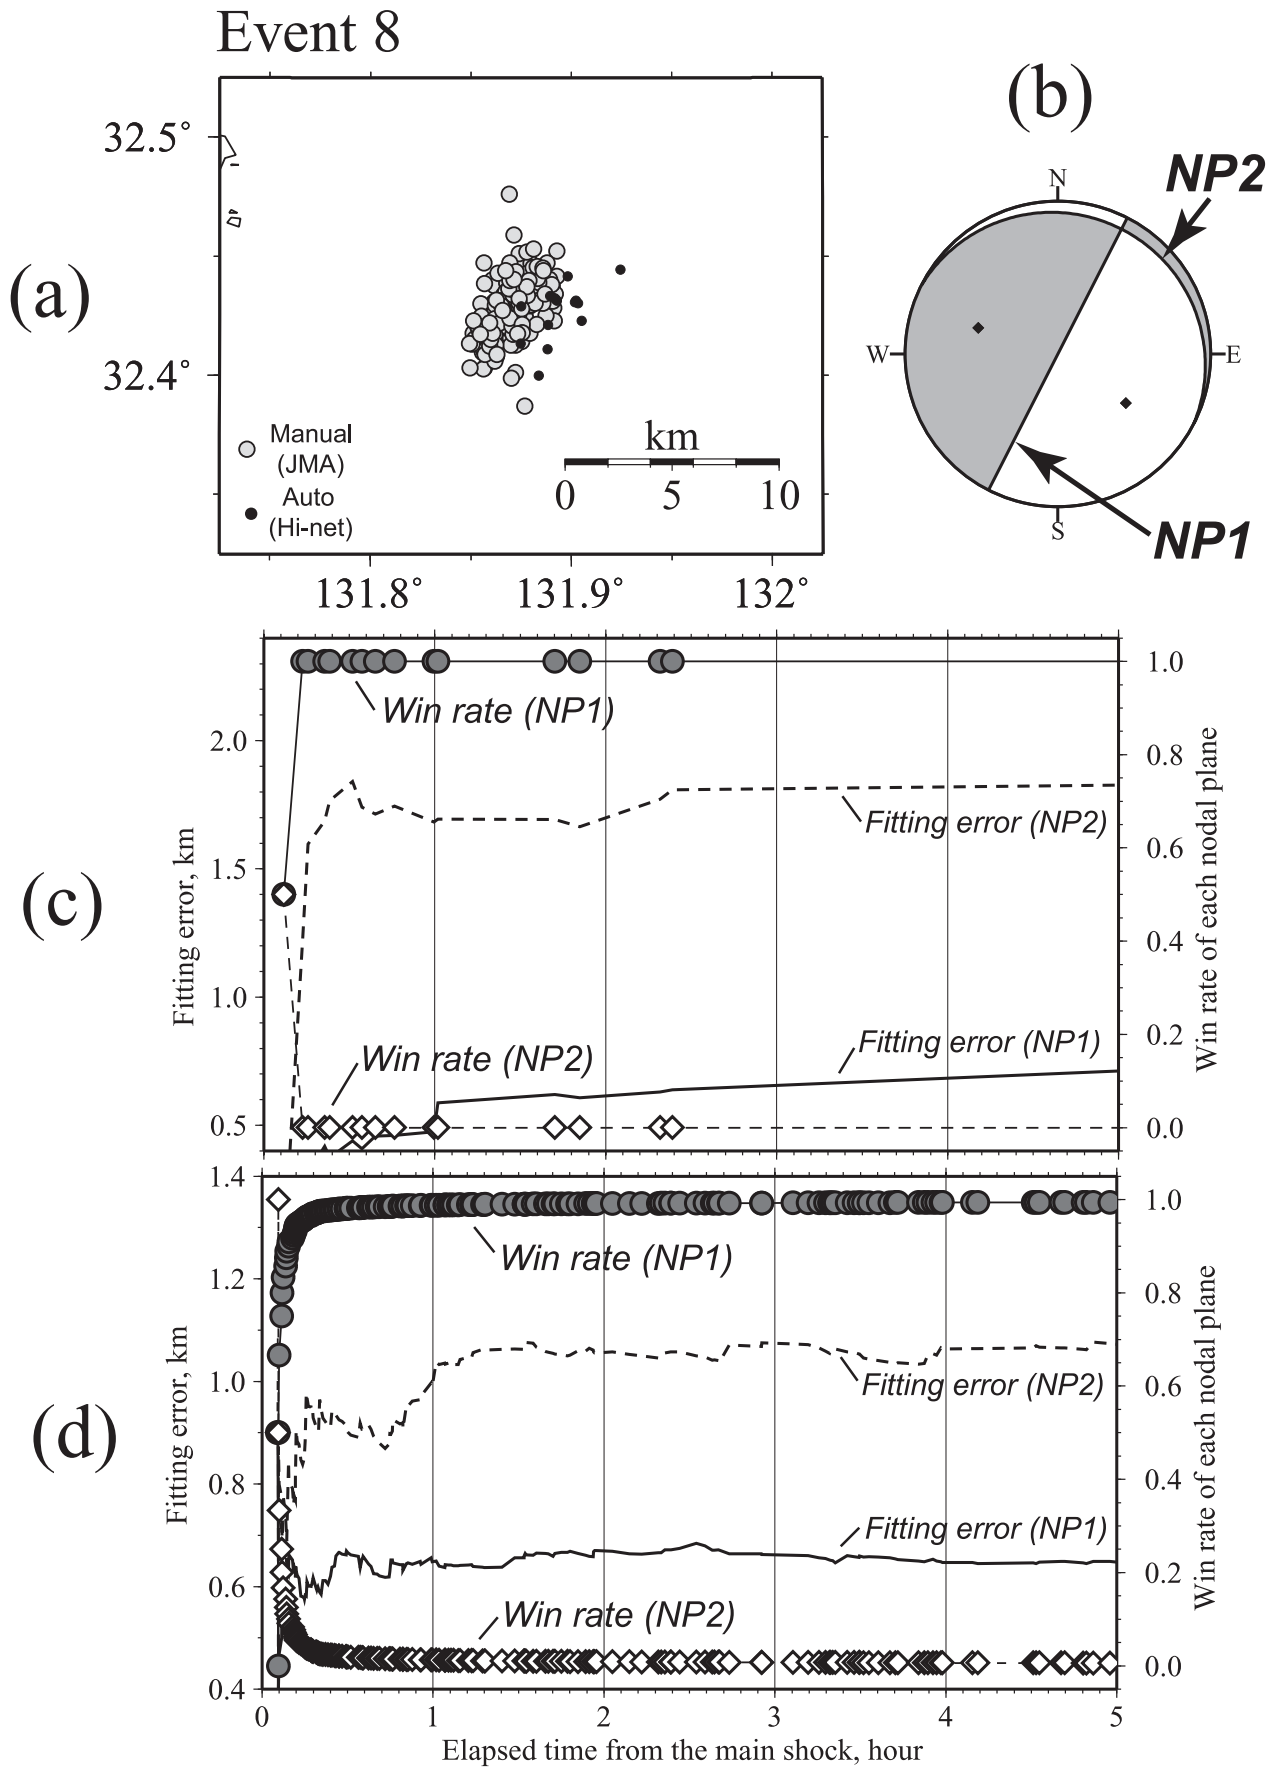 Event 8
(a)
32.5°
32.4°
Manual
(JMA)
Auto
(Hi-net)
km
0 5 10
131.8° 131.9° 132°
(b)
N
W E
S
NP2
NP1
(c)
Fitting error, km
2.0
1.5
1.0
0.5
Win rate (NP1)
Fitting error (NP2)
Fitting error (NP1)
Win rate (NP2)
1.0
0.8
0.6
0.4
0.2
0.0
Win rate of each nodal plane
(d)
Fitting error, km
1.4
1.2
1.0
0.8
0.6
0.4
Win rate (NP1)
Fitting error (NP2)
Fitting error (NP1)
Win rate (NP2)
1.0
0.8
0.6
0.4
0.2
0.0
Win rate of each nodal plane
0 1 2 3 4 5
Elapsed time from the main shock, hour